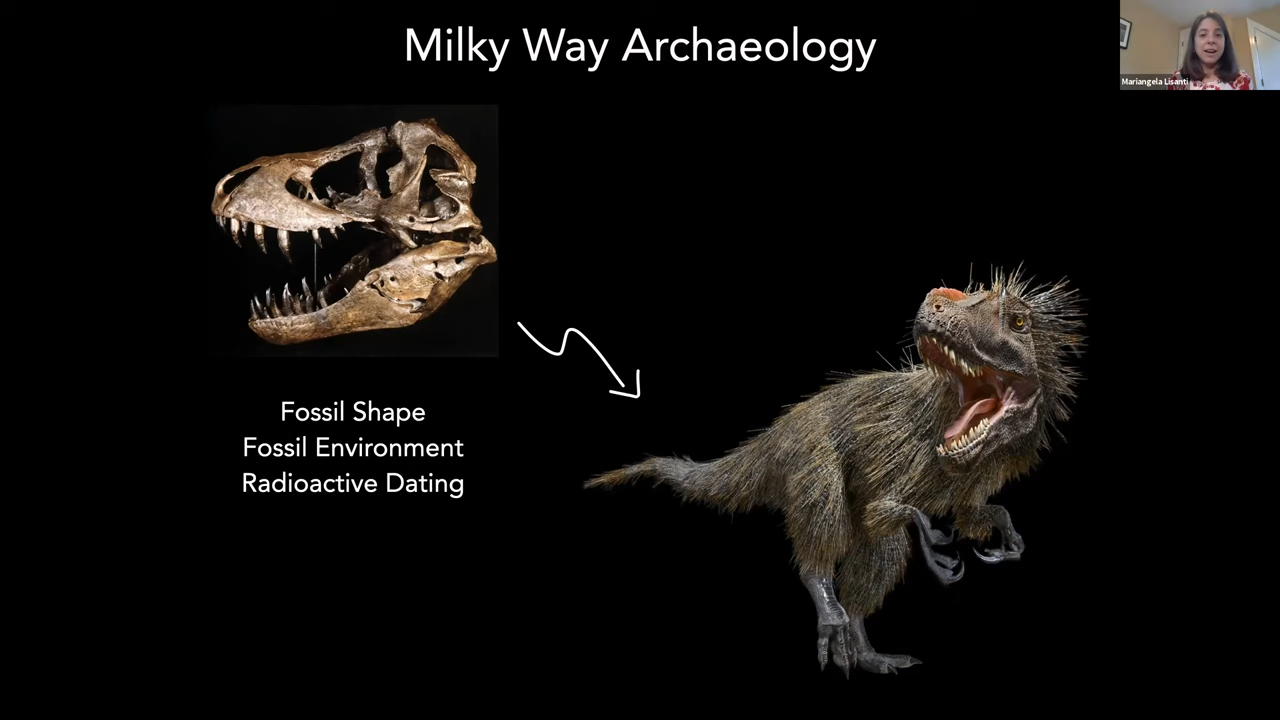 Milky Way Archaeology
Mariangela Lisanti
Fossil Shape
Fossil Environment
Radioactive Dating